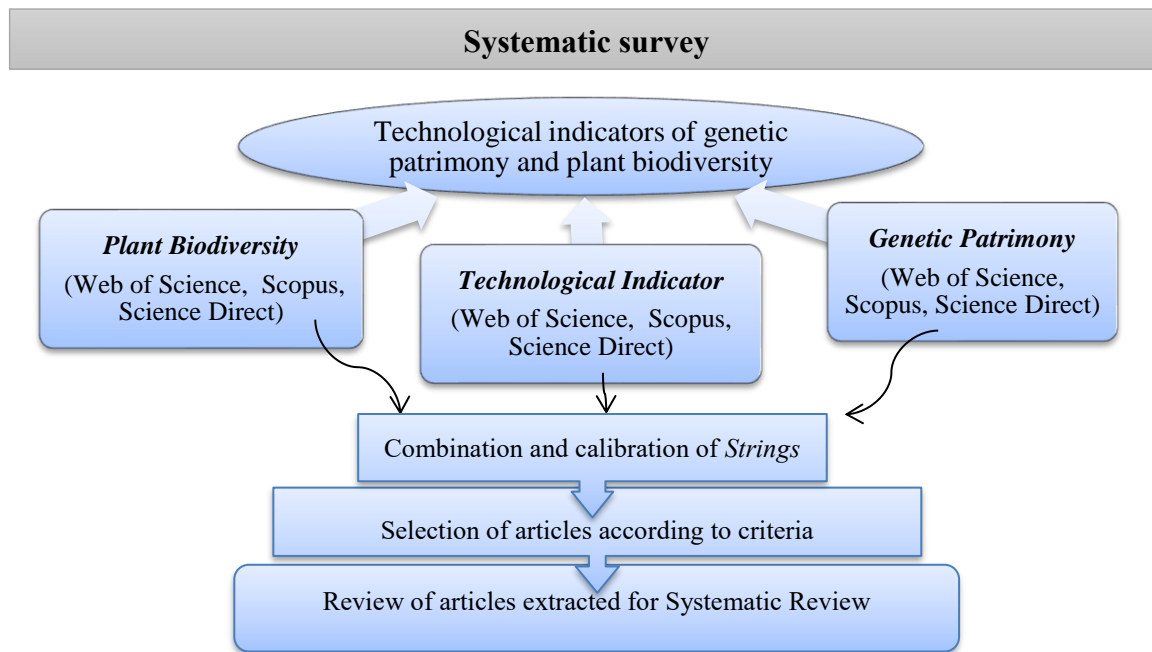 Systematic survey
Technological indicators of genetic
patrimony and plant biodiversity
Plant Biodiversity
(Web of Science, Scopus,
Science Direct)
Technological Indicator
(Web of Science, Scopus,
Science Direct)
Genetic Patrimony
(Web of Science,
Scopus, Science Direct)
Combination and calibration of Strings
Selection of articles according to criteria
Review of articles extracted for Systematic Review